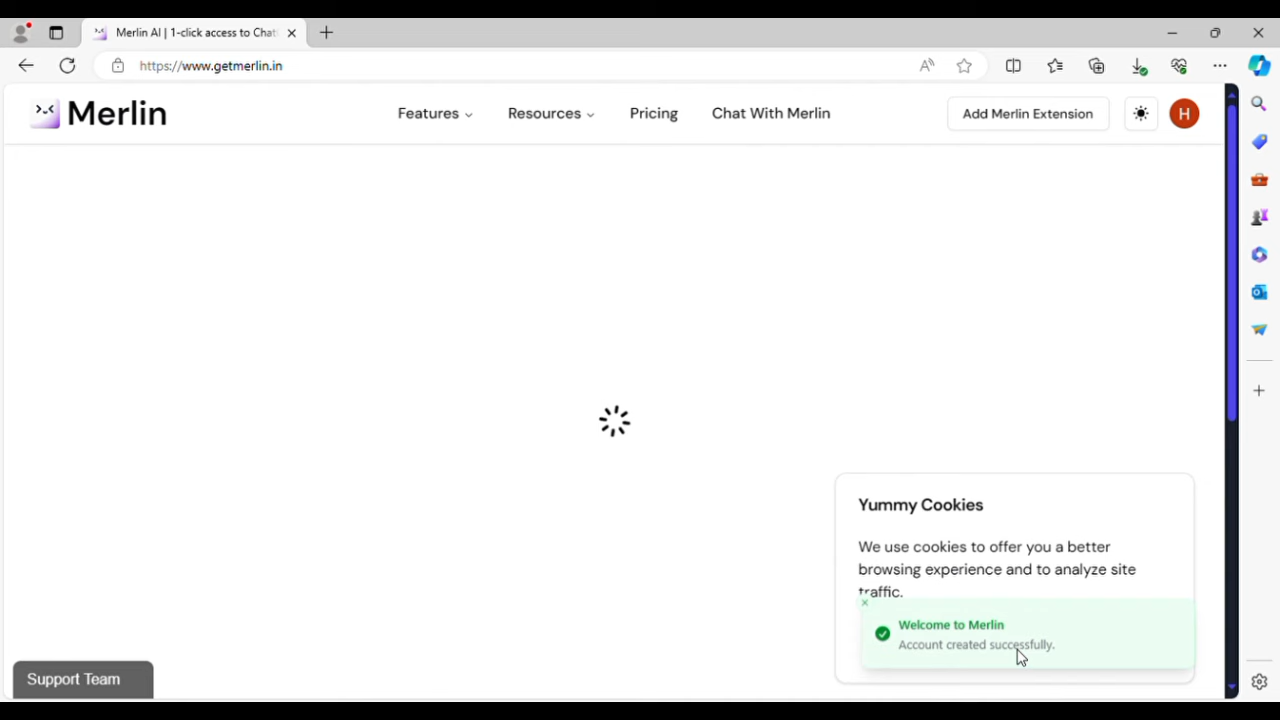 Merlin AI | 1-click access to Chat
https://www.getmerlin.in
Merlin
Features
Resources
Pricing
Chat With Merlin
Add Merlin Extension
H
Yummy Cookies
We use cookies to offer you a better
browsing experience and to analyze site
traffic.
Welcome to Merlin
Account created successfully.
Support Team